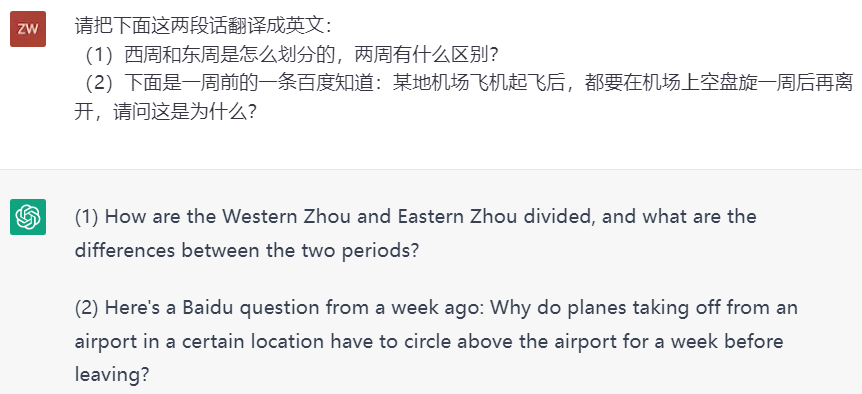 ZW
请把下面这两段话翻译成英文：
（1）西周和东周是怎么划分的，两周有什么区别？
（2）下面是一周前的一条百度知道：某地机场飞机起飞后，都要在机场上空盘旋一周后再离
开，请问这是为什么？
(1) How are the Western Zhou and Eastern Zhou divided, and what are the
differences between the two periods?
(2) Here's a Baidu question from a week ago: Why do planes taking off from an
airport in a certain location have to circle above the airport for a week before
leaving?